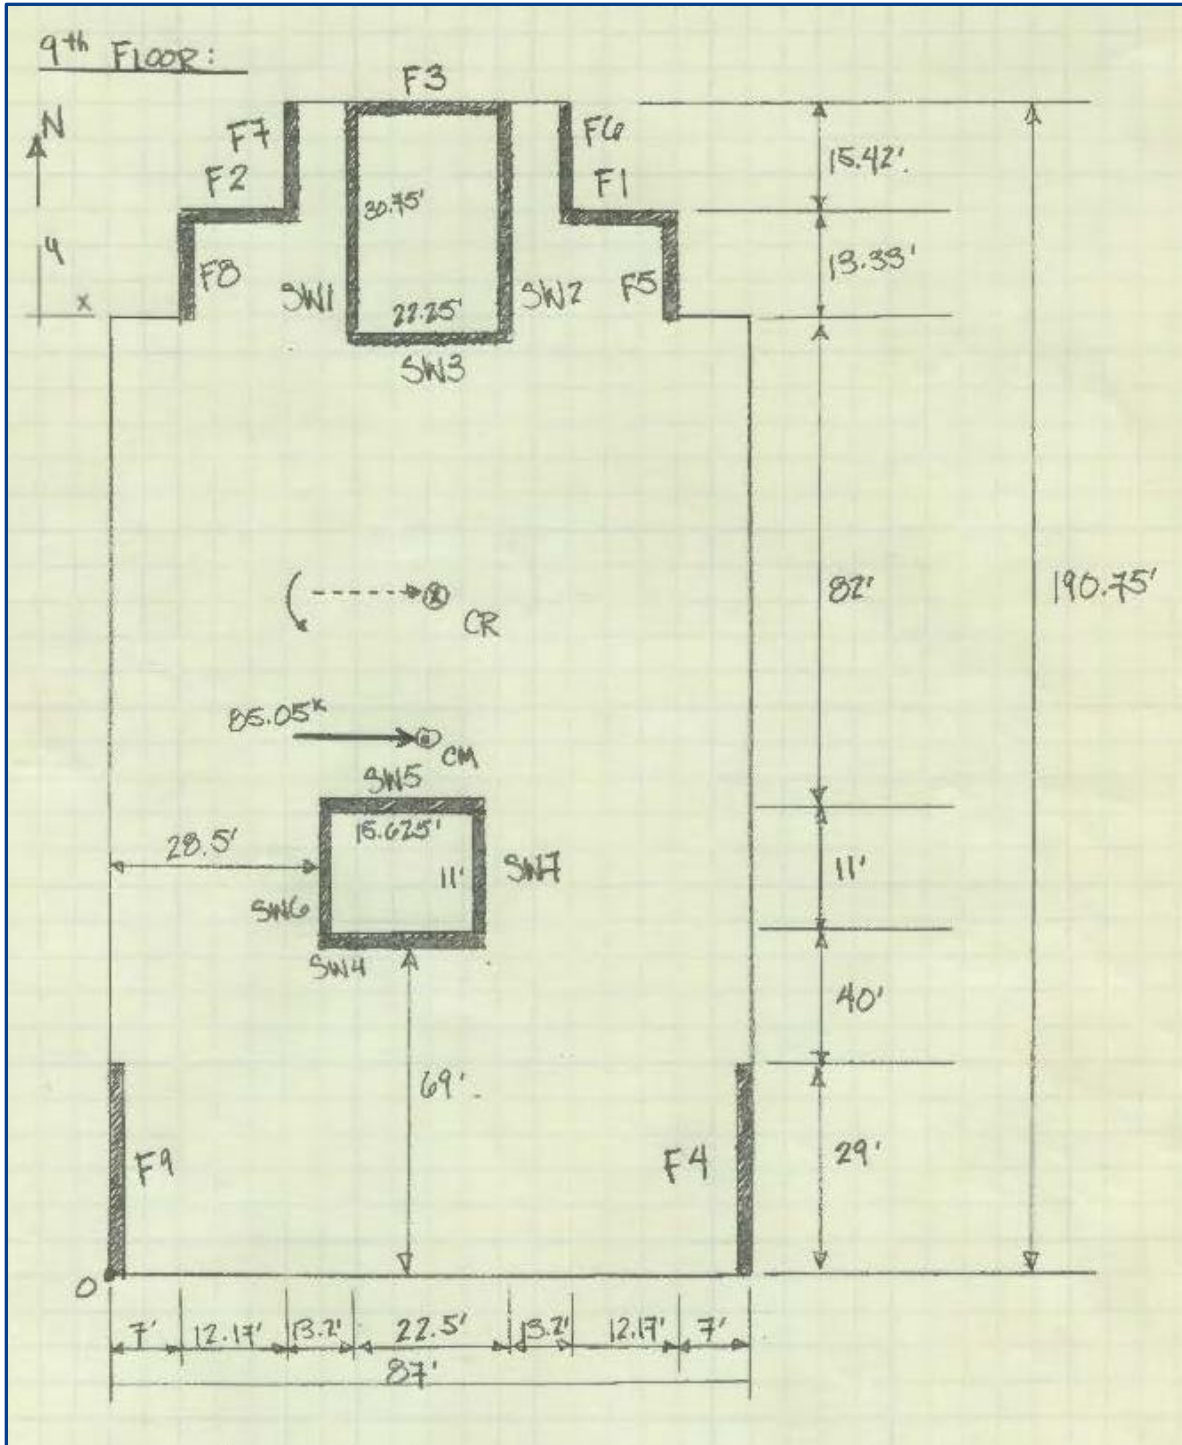 9th FLOOR:
F3
N
F7
F6
F2
F1
15.42'.
30.75'
y
x
F8
SW1
SW2
F5
13.33'
22.25'
SW3
82'
190.75'
CR
85.05k
CM
SW5
15.625'
28.5'
11'
SW7
11'
SW6
SW4
40'
69'.
F9
F4
29'
O
7'
12.17'
13.2'
22.5'
13.2'
12.17'
7'
87'